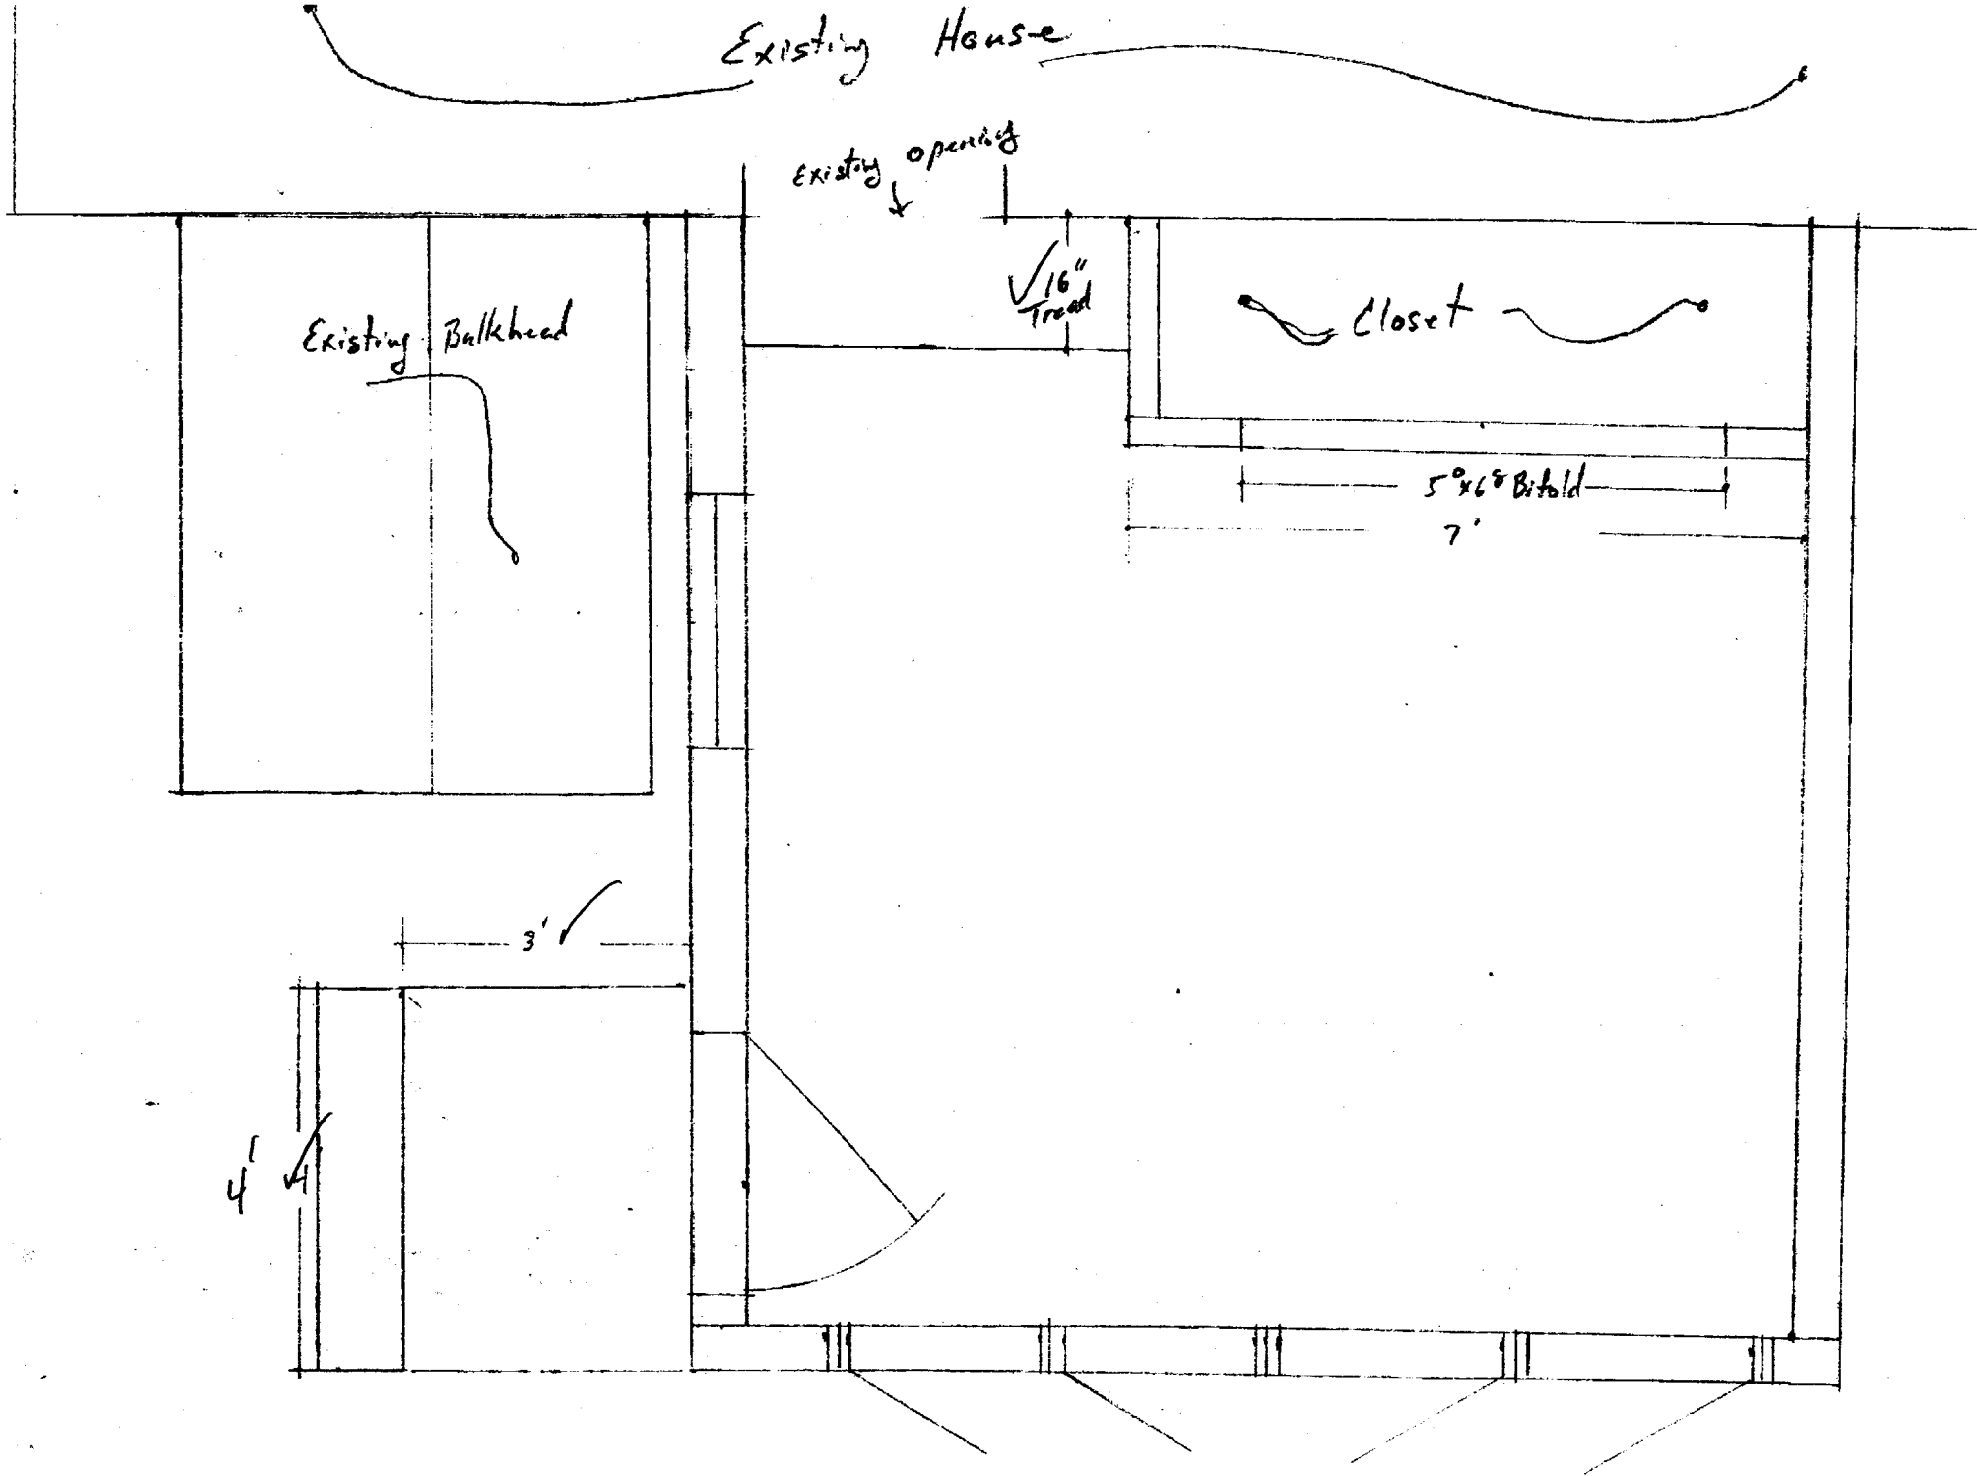 Existing House
Existing opening
✓16"
Tread
Existing Bulkhead
Closet
5⁰x6⁸ Bifold
7'
3' ✓
4' ✓